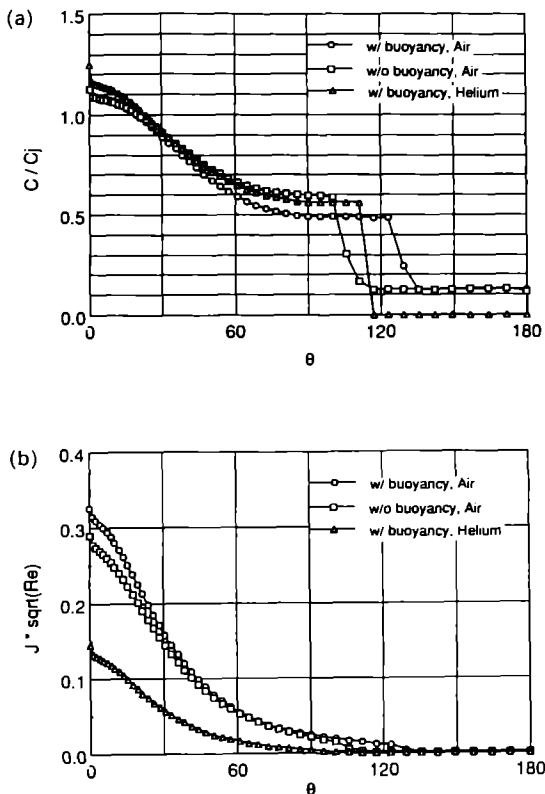 (a)
w/ buoyancy, Air
w/o buoyancy, Air
w/ buoyancy, Helium
C / Cj
1.5
1.0
0.5
0.0
0
60
120
180
θ
(b)
w/ buoyancy, Air
w/o buoyancy, Air
w/ buoyancy, Helium
J * sqrt(Re)
0.4
0.3
0.2
0.1
0.0
0
60
120
180
θ